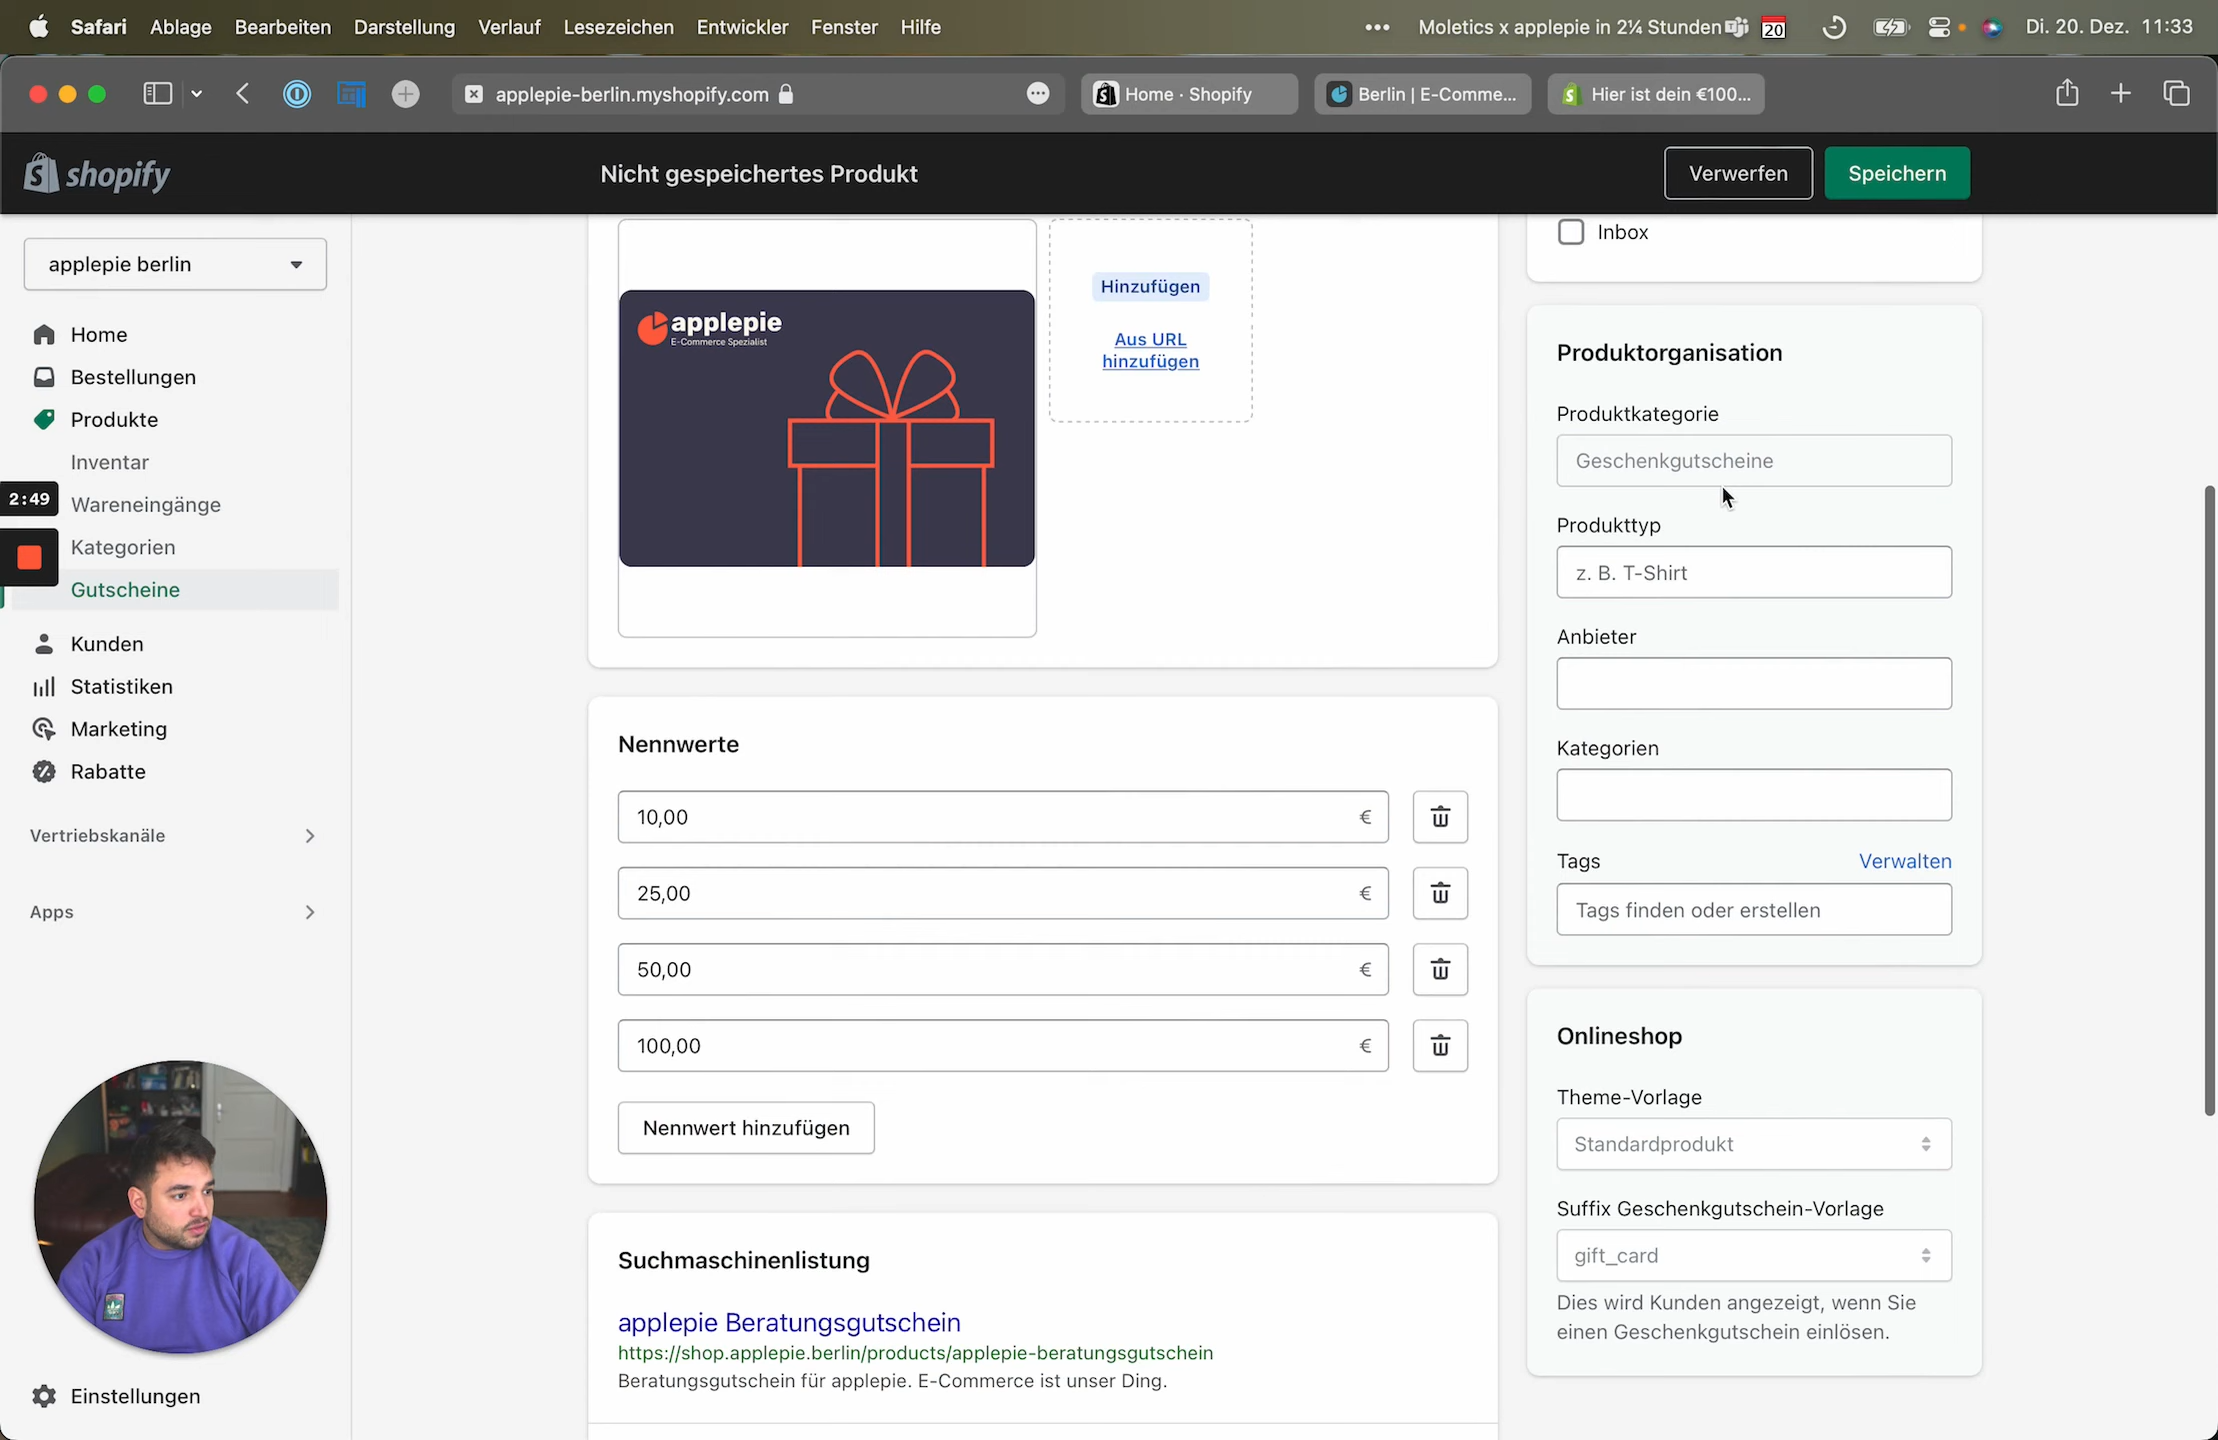 Safari Ablage Bearbeiten Darstellung Verlauf Lesezeichen Entwickler Fenster Hilfe
Moletics x applepie in 2¼ Stunden
20
Di. 20. Dez. 11:33
applepie-berlin.myshopify.com
Home · Shopify
Berlin | E-Comme...
Hier ist dein €100...
shopify
Nicht gespeichertes Produkt
Verwerfen
Speichern
applepie berlin
Home
Bestellungen
Produkte
Inventar
Wareneingänge
Kategorien
Gutscheine
Kunden
Statistiken
Marketing
Rabatte
Vertriebskanäle
Apps
Einstellungen
2:49
applepie
E-Commerce Spezialist
Hinzufügen
Aus URL
hinzufügen
Nennwerte
10,00 €
25,00 €
50,00 €
100,00 €
Nennwert hinzufügen
Suchmaschinenlistung
applepie Beratungsgutschein
https://shop.applepie.berlin/products/applepie-beratungsgutschein
Beratungsgutschein für applepie. E-Commerce ist unser Ding.
Inbox
Produktorganisation
Produktkategorie
Geschenkgutscheine
Produkttyp
z. B. T-Shirt
Anbieter
Kategorien
Tags Verwalten
Tags finden oder erstellen
Onlineshop
Theme-Vorlage
Standardprodukt
Suffix Geschenkgutschein-Vorlage
gift_card
Dies wird Kunden angezeigt, wenn Sie
einen Geschenkgutschein einlösen.